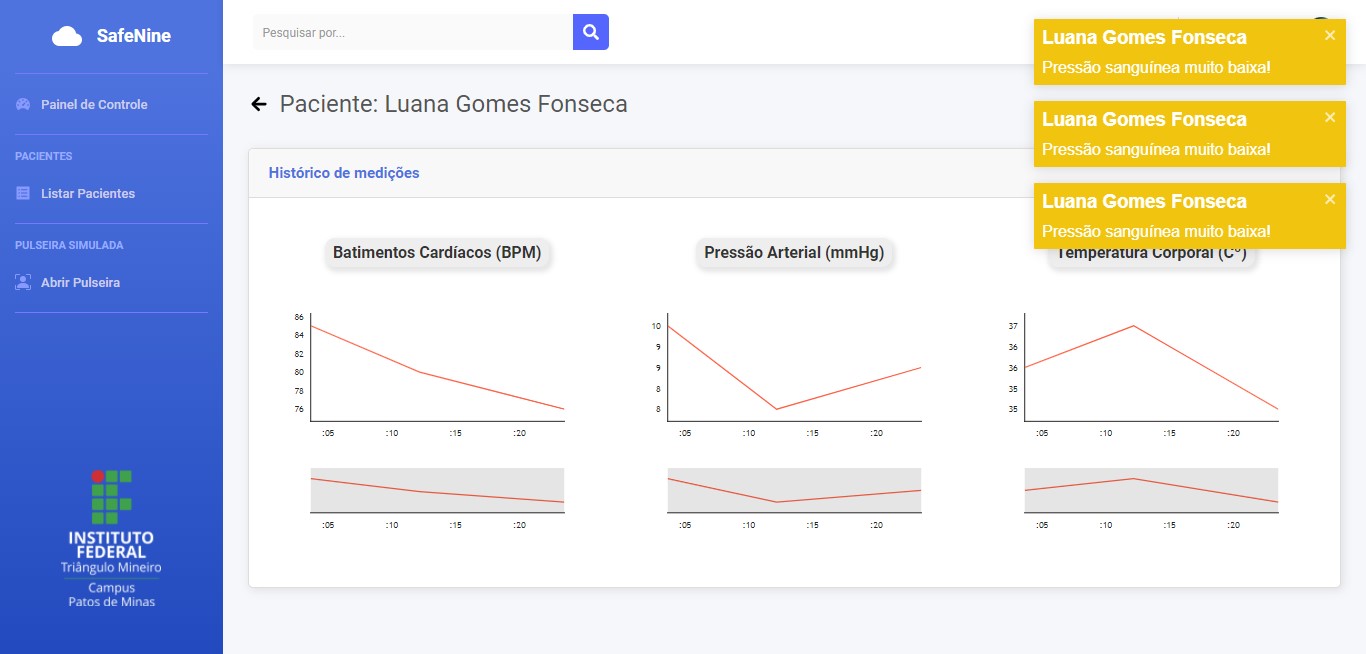 SafeNine
Pesquisar por...
Luana Gomes Fonseca ×
Pressão sanguínea muito baixa!
Luana Gomes Fonseca ×
Pressão sanguínea muito baixa!
Luana Gomes Fonseca ×
Pressão sanguínea muito baixa!
Painel de Controle
PACIENTES
Listar Pacientes
PULSEIRA SIMULADA
Abrir Pulseira
Paciente: Luana Gomes Fonseca
Histórico de medições
Batimentos Cardíacos (BPM)
86
84
82
80
78
76
:05 :10 :15 :20
:05 :10 :15 :20
Pressão Arterial (mmHg)
10
9
9
8
8
:05 :10 :15 :20
:05 :10 :15 :20
Temperatura Corporal (C°)
37
36
36
35
35
:05 :10 :15 :20
:05 :10 :15 :20
INSTITUTO
FEDERAL
Triângulo Mineiro
Campus
Patos de Minas